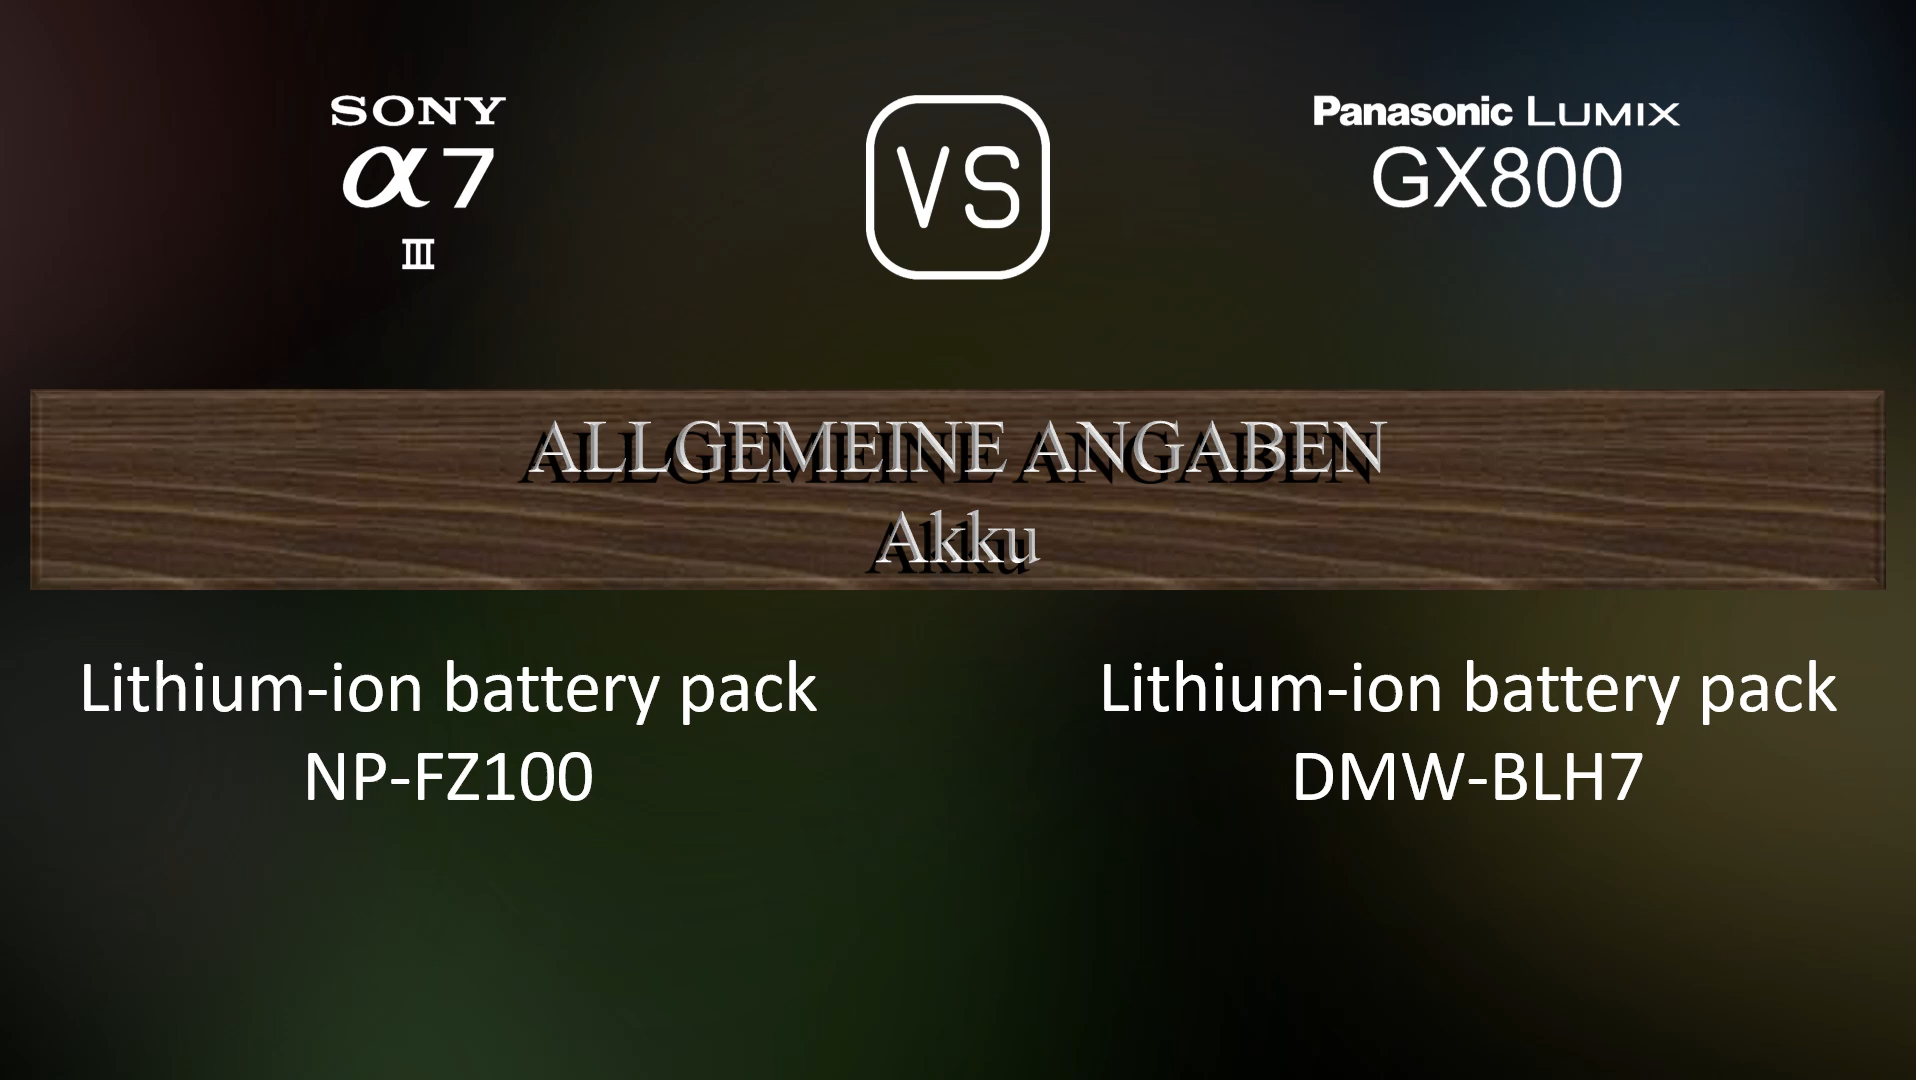 SONY
α7
III
VS
Panasonic LUMIX
GX800
ALLGEMEINE ANGABEN
Akku
Lithium-ion battery pack
NP-FZ100
Lithium-ion battery pack
DMW-BLH7